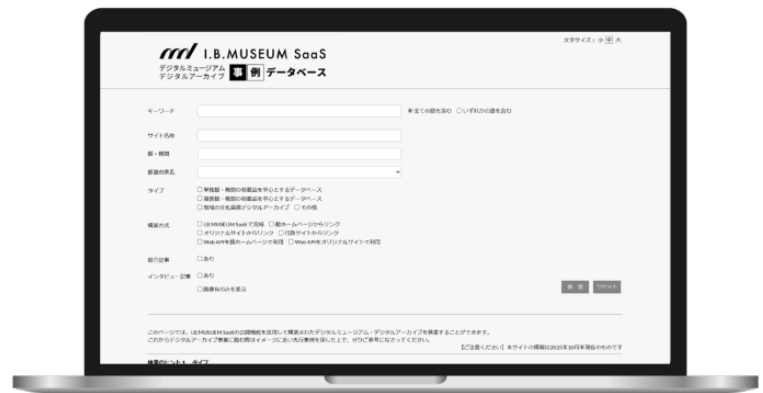 文字サイズ： 小 中 大
I.B.MUSEUM SaaS
デジタルミュージアム
デジタルアーカイブ 事例 データベース
キーワード 全ての語を含む いずれかの語を含む
サイト名称
館・機関
都道府県名
タイプ 単独館・機関の収蔵品を中心とするデータベース
複数館・機関の収蔵品を中心とするデータベース
地域の文化資源デジタルアーカイブ その他
構築方式 I.B.MUSEUM SaaSで完結 館ホームページからリンク
オリジナルサイトからリンク 行政サイトからリンク
Web APIを館ホームページで利用 Web APIをオリジナルサイトで利用
紹介記事 あり
インタビュー記事 あり
画像有のみを表示
検 索 リセット
このページでは、I.B.MUSUEM SaaSの公開機能を活用して構築されたデジタルミュージアム・デジタルアーカイブを検索することができます。
これからデジタルアーカイブ事業に臨む際はイメージに近い先行事例を探した上で、ぜひご参考になさってください。
【ご注意ください】本サイトの情報は2025年10月末現在のものです
検索のヒント1 タイプ